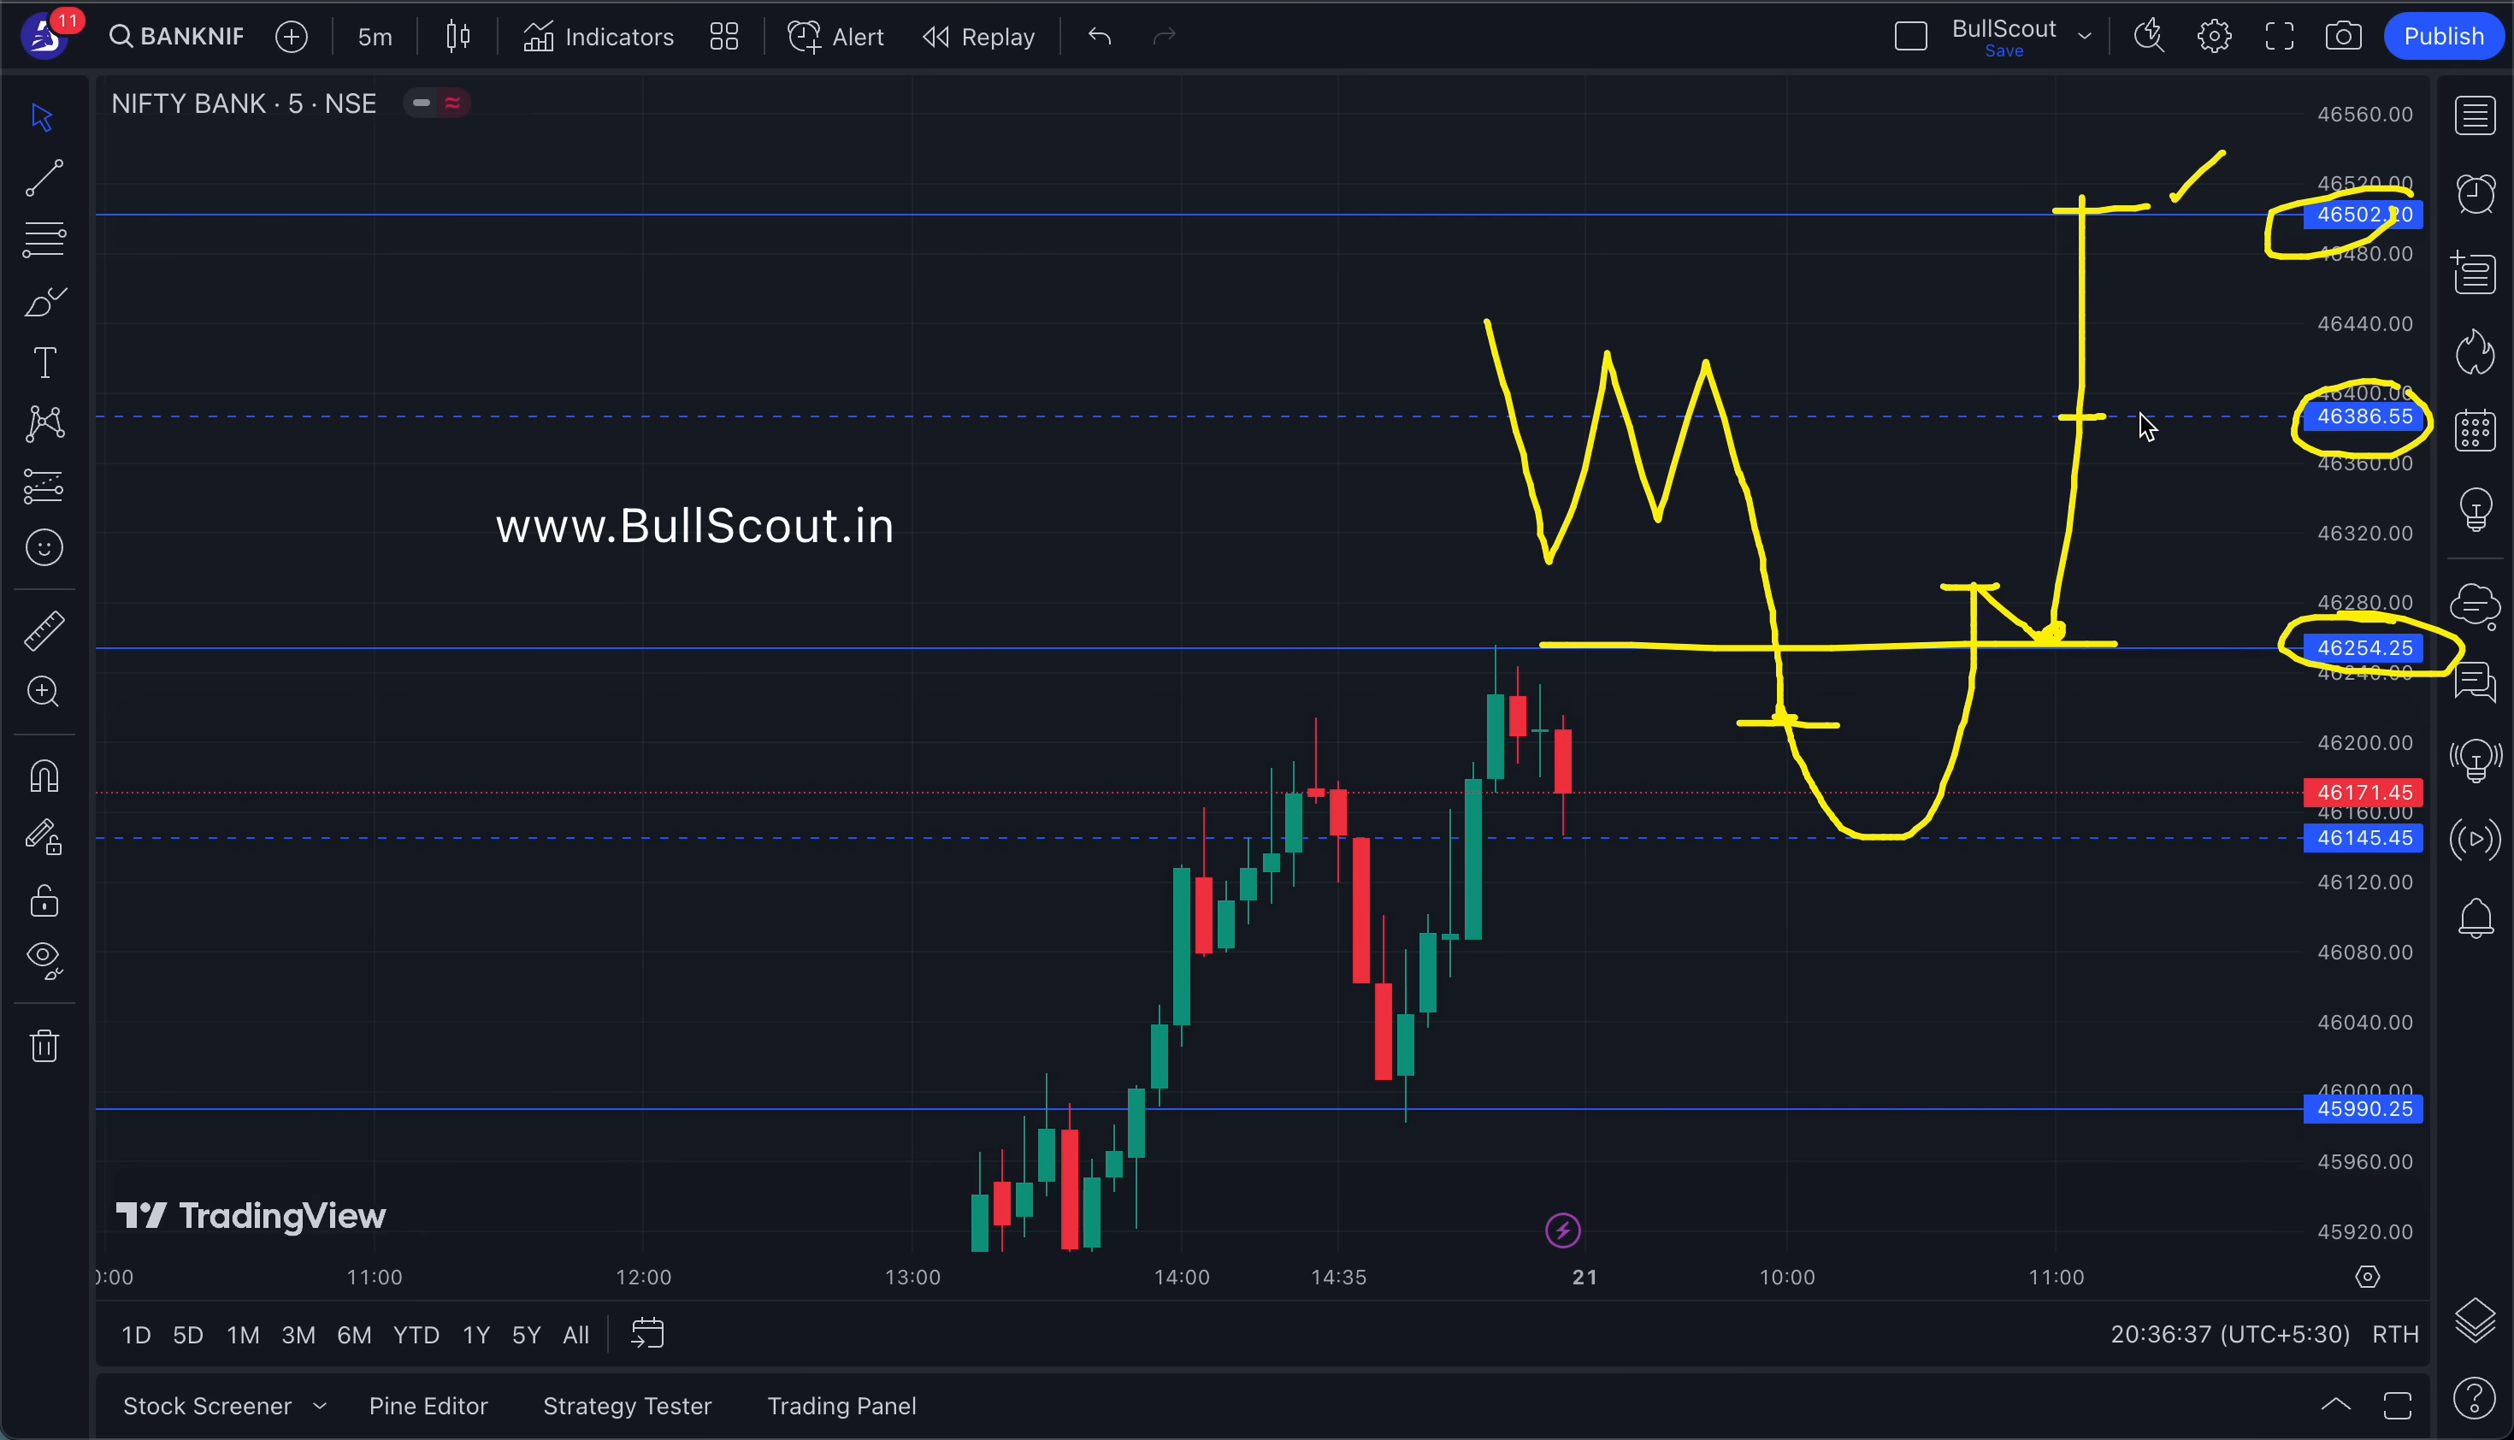 11
BANKNIF
5m
Indicators
Alert
Replay
BullScout
Save
Publish
NIFTY BANK · 5 · NSE
46560.00
46520.00
46502.20
46480.00
46440.00
46400.00
46386.55
46360.00
www.BullScout.in
46320.00
46280.00
46254.25
46240.00
46200.00
46171.45
46160.00
46145.45
46120.00
46080.00
46040.00
46000.00
45990.25
45960.00
TradingView
45920.00
0:00 11:00 12:00 13:00 14:00 14:35 21 10:00 11:00
1D 5D 1M 3M 6M YTD 1Y 5Y All
20:36:37 (UTC+5:30) RTH
Stock Screener Pine Editor Strategy Tester Trading Panel